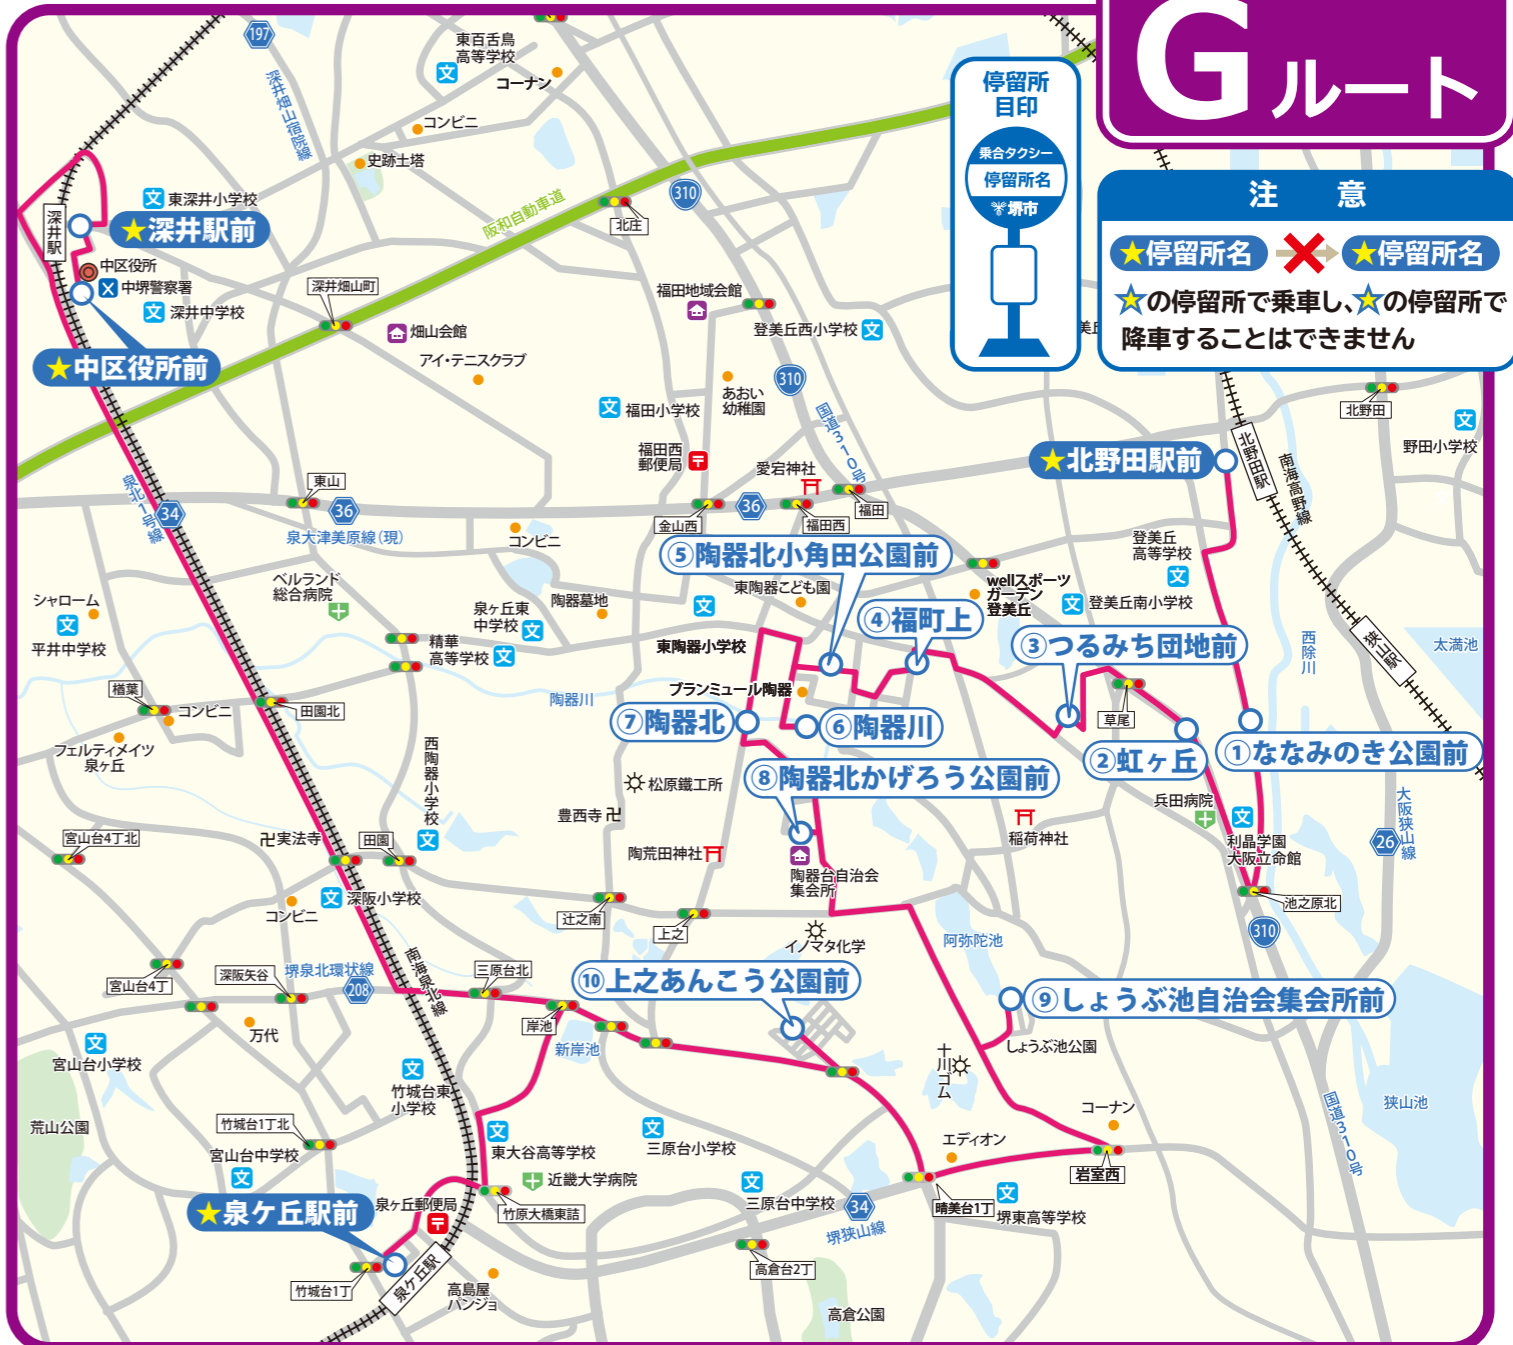 Gルート
停留所
目印
乗合タクシー
停留所名
堺市
注意
★停留所名
★停留所名
☆の停留所で乗車し、☆の停留所で
降車することはできません
197
深井畑山宿院線
東百舌鳥
高等学校
コーナン
コンビニ
史跡土塔
阪和自動車道
310
北庄
東深井小学校
深井駅
★深井駅前
中区役所
中堺警察署
深井中学校
★中区役所前
深井畑山町
畑山会館
アイ・テニスクラブ
福田地域会館
登美丘西小学校
310
国道310号
あおい
幼稚園
福田小学校
福田西
郵便局
愛宕神社
★北野田駅前
北野田駅
南海高野線
北野田
野田小学校
泉北1号線
34
東山
36
泉大津美原線(現)
コンビニ
金山西
36
福田西
福田
⑤陶器北小角田公園前
登美丘
高等学校
ベルランド
総合病院
泉ヶ丘東
中学校
陶器墓地
東陶器こども園
wellスポーツ
ガーデン
登美丘
登美丘南小学校
④福町上
③つるみち団地前
シャローム
平井中学校
精華
高等学校
東陶器小学校
西除川
狭山駅
太満池
楢葉
コンビニ
田園北
陶器川
ブランミュール陶器
⑦陶器北
⑥陶器川
草尾
②虹ヶ丘
①ななみのき公園前
フェルティメイツ
泉ヶ丘
西陶器小学校
松原鐵工所
⑧陶器北かげろう公園前
兵田病院
大阪狭山線
26
豊西寺
宮山台4丁北
実法寺
田園
陶荒田神社
稲荷神社
利晶学園
大阪立命館
陶器台自治会
集会所
コンビニ
深阪小学校
辻之南
上之
池之原北
310
イノマタ化学
阿弥陀池
宮山台4丁
深阪矢谷
堺泉北環状線
208
南海泉北線
三原台北
⑩上之あんこう公園前
⑨しょうぶ池自治会集会所前
万代
岸池
新岸池
しょうぶ池公園
十川ゴム
宮山台小学校
竹城台東
小学校
狭山池
荒山公園
竹城台1丁北
宮山台中学校
東大谷高等学校
三原台小学校
エディオン
コーナン
国道310号
近畿大学病院
岩室西
★泉ケ丘駅前
泉ヶ丘郵便局
竹原大橋東詰
三原台中学校
34
堺狭山線
晴美台1丁
堺東高等学校
竹城台1丁
泉ケ丘駅
高島屋
パンジョ
高倉台2丁
高倉公園